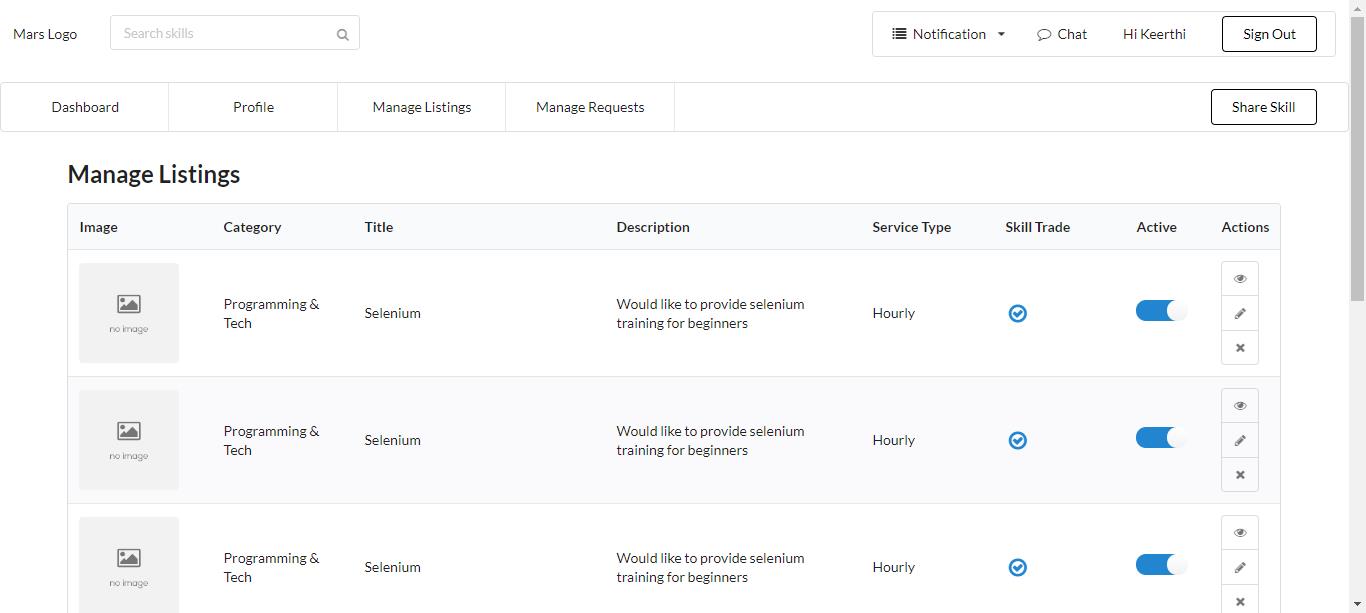 Mars Logo
Search skills
Notification
Chat
Hi Keerthi
Sign Out
Dashboard
Profile
Manage Listings
Manage Requests
Share Skill
Manage Listings
Image
Category
Title
Description
Service Type
Skill Trade
Active
Actions
no image
Programming &
Tech
Selenium
Would like to provide selenium
training for beginners
Hourly
no image
Programming &
Tech
Selenium
Would like to provide selenium
training for beginners
Hourly
no image
Programming &
Tech
Selenium
Would like to provide selenium
training for beginners
Hourly